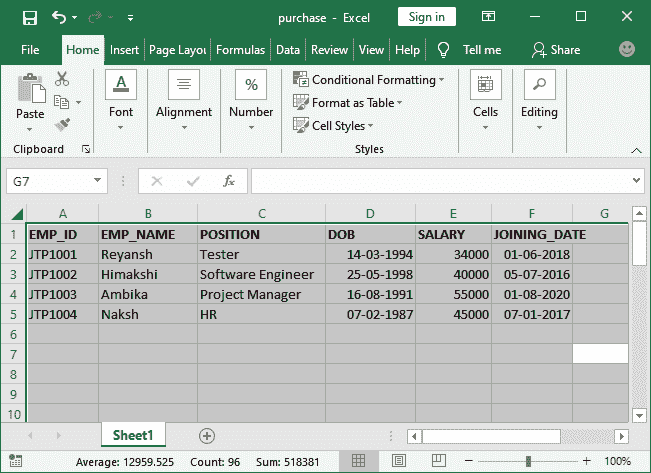 purchase - Excel Sign in
File Home Insert Page Layou Formulas Data Review View Help Tell me Share
Paste Font Alignment Number Conditional Formatting Format as Table Cell Styles Cells Editing
Clipboard Styles
G7 fx
A B C D E F G
1 EMP_ID EMP_NAME POSITION DOB SALARY JOINING_DATE
2 JTP1001 Reyansh Tester 14-03-1994 34000 01-06-2018
3 JTP1002 Himakshi Software Engineer 25-05-1998 40000 05-07-2016
4 JTP1003 Ambika Project Manager 16-08-1991 55000 01-08-2020
5 JTP1004 Naksh HR 07-02-1987 45000 07-01-2017
6
7
8
9
10
Sheet1
Average: 12959.525 Count: 96 Sum: 518381 100%